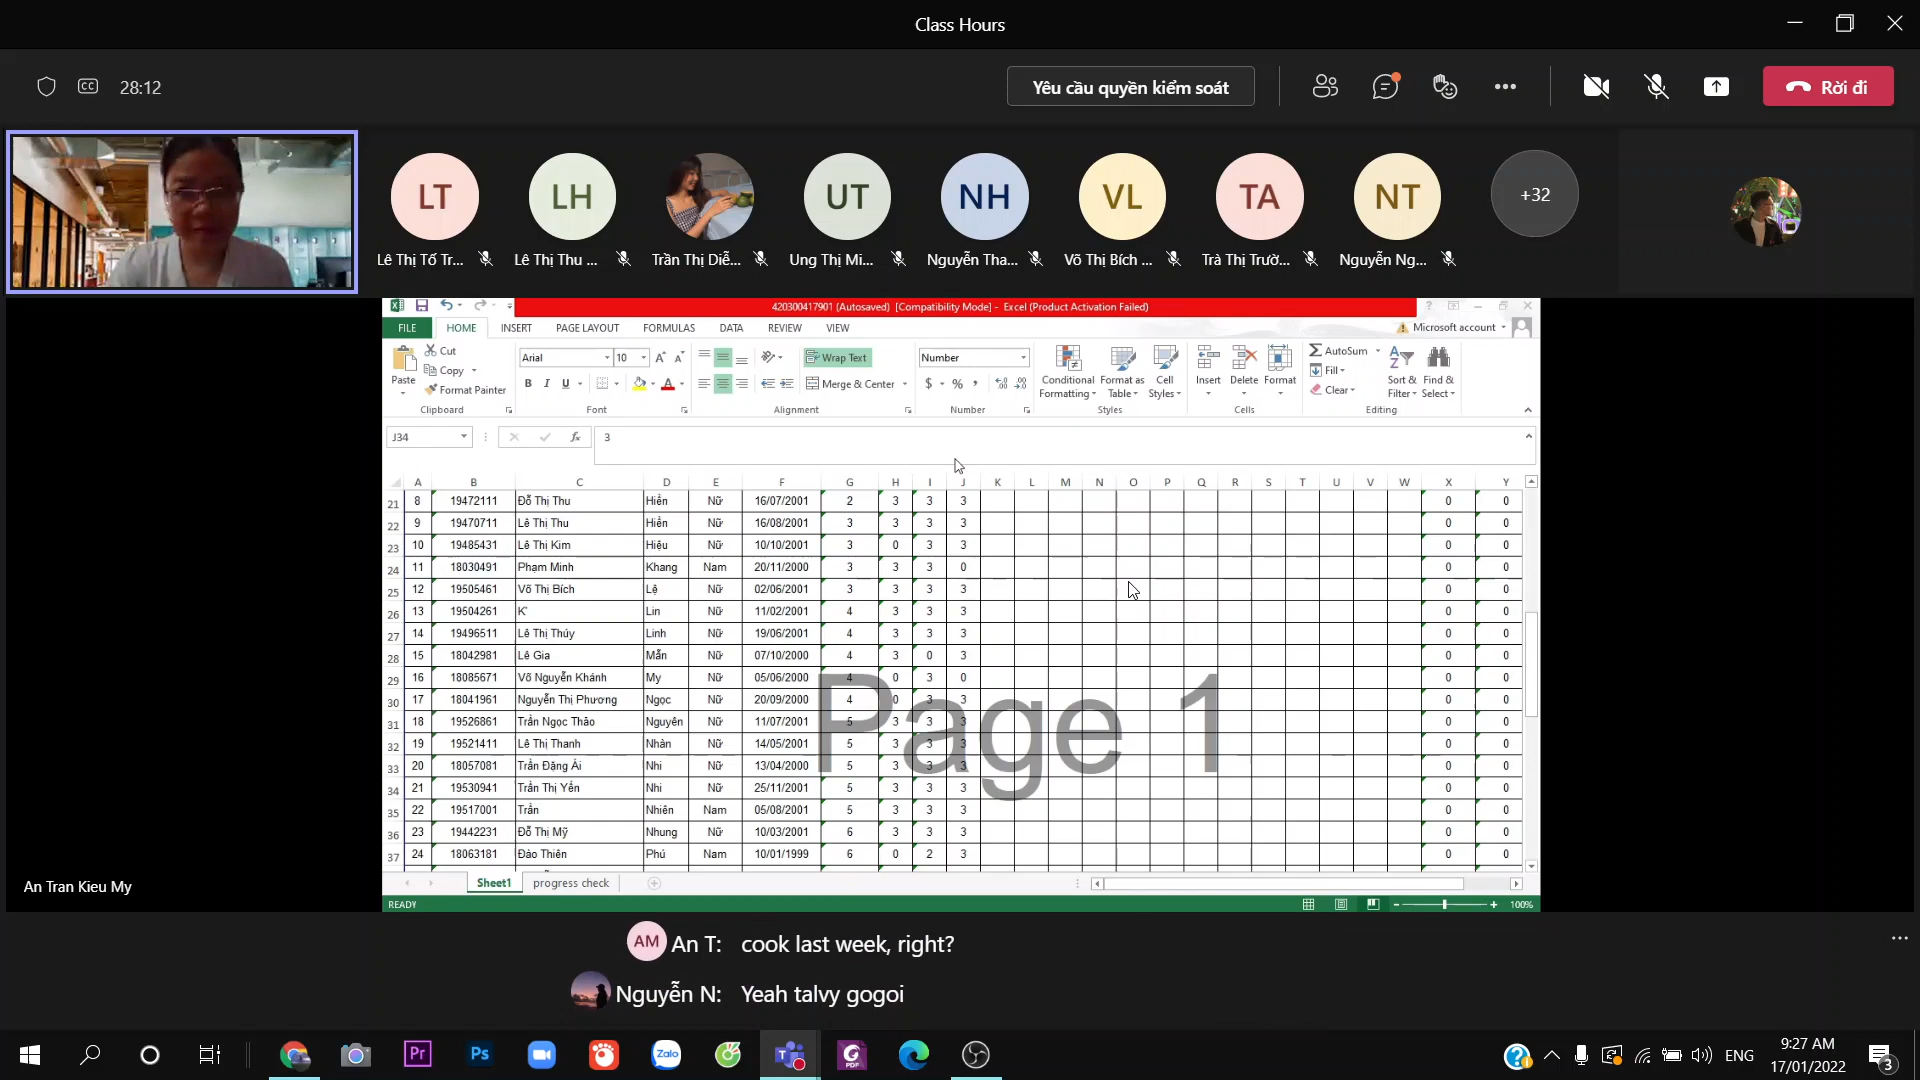 Class Hours
CC 28:12 Yêu cầu quyền kiểm soát Rời đi
LT LH UT NH VL TA NT +32
Lê Thị Tố Tr... Lê Thị Thu ... Trần Thị Diễ... Ung Thị Mi... Nguyễn Tha... Võ Thị Bích ... Trà Thị Trườ... Nguyễn Ng...
420300417901 (Autosaved) [Compatibility Mode] - Excel (Product Activation Failed)
FILE HOME INSERT PAGE LAYOUT FORMULAS DATA REVIEW VIEW Microsoft account
Paste Cut Copy Format Painter
Arial 10 B I U
Wrap Text Merge & Center
Number $ % ,
Conditional Formatting Format as Table Cell Styles
Insert Delete Format
AutoSum Fill Clear Sort & Filter Find & Select
Clipboard Font Alignment Number Styles Cells Editing
J34 fx 3
A B C D E F G H I J K L M N O P Q R S T U V W X Y
21 8 19472111 Đỗ Thị Thu Hiền Nữ 16/07/2001 2 3 3 3 0 0
22 9 19470711 Lê Thị Thu Hiền Nữ 16/08/2001 3 3 3 3 0 0
23 10 19485431 Lê Thị Kim Hiệu Nữ 10/10/2001 3 0 3 3 0 0
24 11 18030491 Phạm Minh Khang Nam 20/11/2000 3 3 3 0 0 0
25 12 19505461 Võ Thị Bích Lệ Nữ 02/06/2001 3 3 3 3 0 0
26 13 19504261 K' Lin Nữ 11/02/2001 4 3 3 3 0 0
27 14 19496511 Lê Thị Thúy Linh Nữ 19/06/2001 4 3 3 3 0 0
28 15 18042981 Lê Gia Mẫn Nữ 07/10/2000 4 3 0 3 0 0
29 16 18085671 Võ Nguyễn Khánh My Nữ 05/06/2000 4 0 3 0 0 0
30 17 18041961 Nguyễn Thị Phương Ngọc Nữ 20/09/2000 4 0 3 3 0 0
31 18 19526861 Trần Ngọc Thảo Nguyên Nữ 11/07/2001 5 3 3 3 0 0
32 19 19521411 Lê Thị Thanh Nhàn Nữ 14/05/2001 5 3 3 3 0 0
33 20 18057081 Trần Đặng Ái Nhi Nữ 13/04/2000 5 3 3 3 0 0
34 21 19530941 Trần Thị Yến Nhi Nữ 25/11/2001 5 3 3 3 0 0
35 22 19517001 Trần Nhiên Nam 05/08/2001 5 3 3 3 0 0
36 23 19442231 Đỗ Thị Mỹ Nhung Nữ 10/03/2001 6 3 3 3 0 0
37 24 18063181 Đào Thiên Phú Nam 10/01/1999 6 0 2 3 0 0
Page 1
An Tran Kieu My
Sheet1 progress check
READY 100%
AM An T: cook last week, right?
Nguyễn N: Yeah talvy gogoi
Pr Ps Zalo T PDF ENG 9:27 AM
17/01/2022 3